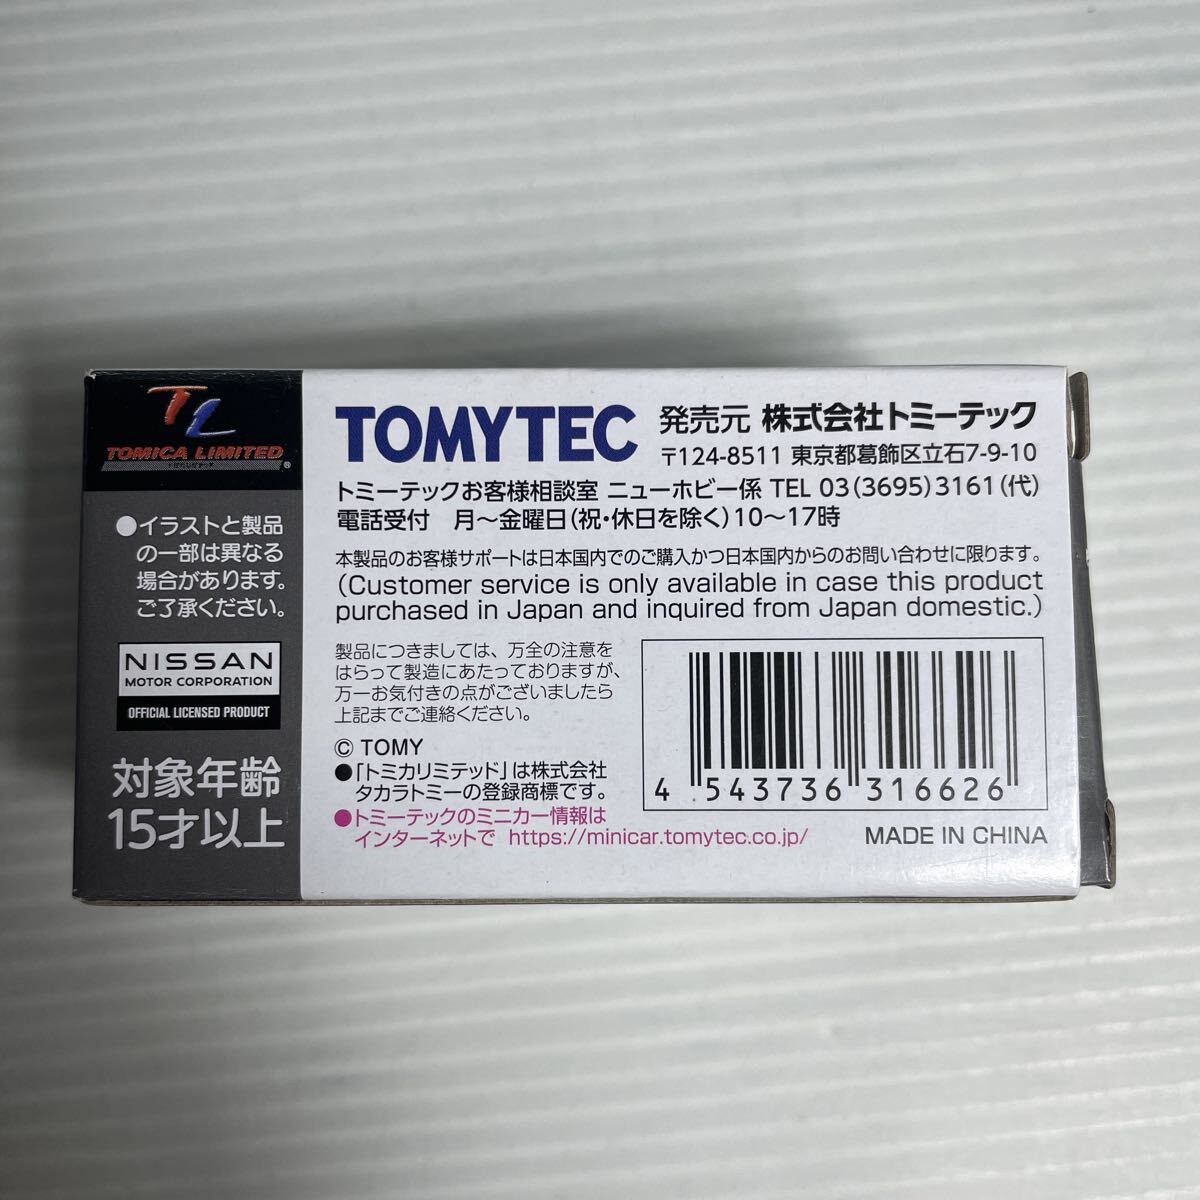 TL
TOMICA LIMITED
®
●イラストと製品
の一部は異なる
場合があります。
ご了承ください。
NISSAN
MOTOR CORPORATION
OFFICIAL LICENSED PRODUCT
対象年齢
15才以上
TOMYTEC 発売元 株式会社トミーテック
〒124-8511 東京都葛飾区立石7-9-10
トミーテックお客様相談室 ニューホビー係 TEL 03(3695)3161(代)
電話受付 月～金曜日(祝・休日を除く)10～17時
本製品のお客様サポートは日本国内でのご購入かつ日本国内からのお問い合わせに限ります。
(Customer service is only available in case this product
purchased in Japan and inquired from Japan domestic.)
製品につきましては、万全の注意を
はらって製造にあたっておりますが、
万一お気付きの点がございましたら
上記までご連絡ください。
© TOMY
●「トミカリミテッド」は株式会社
タカラトミーの登録商標です。
●トミーテックのミニカー情報は
インターネットで https://minicar.tomytec.co.jp/
4 543736 316626
MADE IN CHINA